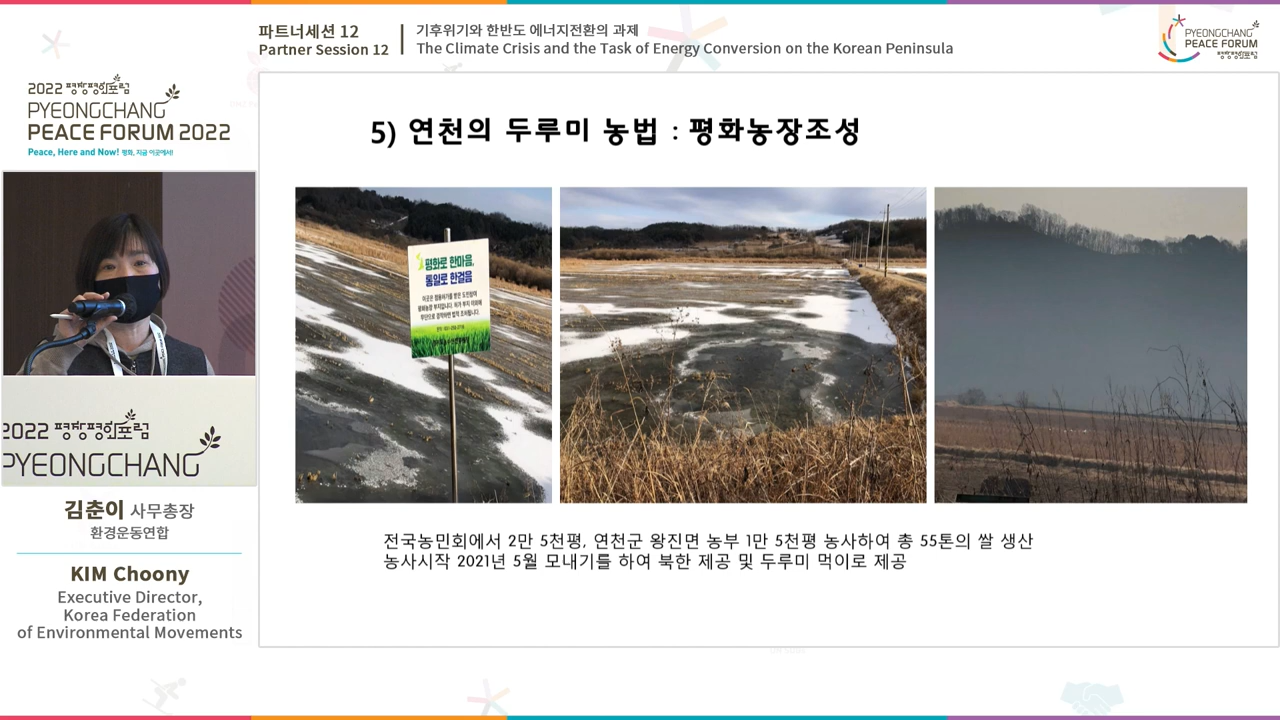 파트너세션 12
Partner Session 12
기후위기와 한반도 에너지전환의 과제
The Climate Crisis and the Task of Energy Conversion on the Korean Peninsula
PYEONGCHANG
PEACE FORUM
평창평화포럼
2022 평창평화포럼
PYEONGCHANG
PEACE FORUM 2022
Peace, Here and Now! 평화, 지금 이곳에서!
5) 연천의 두루미 농법 : 평화농장조성
평화로 한마음,
통일로 한걸음
전국농민회에서 2만 5천평, 연천군 왕진면 농부 1만 5천평 농사하여 총 55톤의 쌀 생산
농사시작 2021년 5월 모내기를 하여 북한 제공 및 두루미 먹이로 제공
2022 평창평화포럼
PYEONGCHANG
김춘이 사무총장
환경운동연합
KIM Choony
Executive Director,
Korea Federation
of Environmental Movements